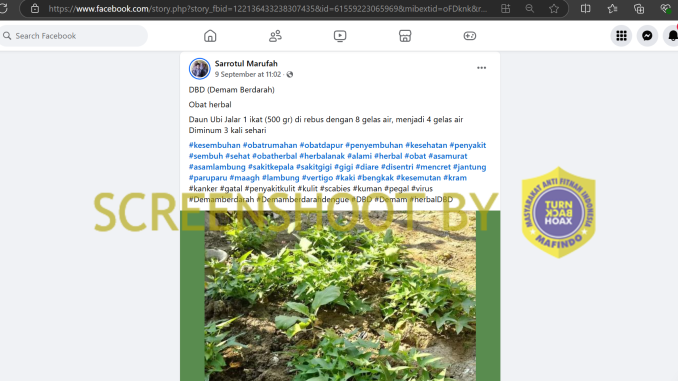 https://www.facebook.com/story.php?story_fbid=122136433238307435&id=61559223065969&mibextid=oFDknk&r...
Search Facebook
Sarrotul Marufah
9 September at 11:02 ·
DBD (Demam Berdarah)
Obat herbal
Daun Ubi Jalar 1 ikat (500 gr) di rebus dengan 8 gelas air, menjadi 4 gelas air
Diminum 3 kali sehari
#kesembuhan #obatrumahan #obatdapur #penyembuhan #kesehatan #penyakit
#sembuh #sehat #obatherbal #herbalanak #alami #herbal #obat #asamurat
#asamlambung #sakitkepala #sakitgigi #gigi #diare #disentri #mencret #jantung
#paruparu #maagh #lambung #vertigo #kaki #bengkak #kesemutan #kram
#kanker #gatal #penyakitkulit #kulit #scabies #kuman #pegal #virus
#Demamberdarah #Demamberdarahdengue #DBD #Demam #herbalDBD
SCREENSHOOT BY
MASYARAKAT ANTI FITNAH INDONESIA
TURN
BACK
HOAX
MAFINDO